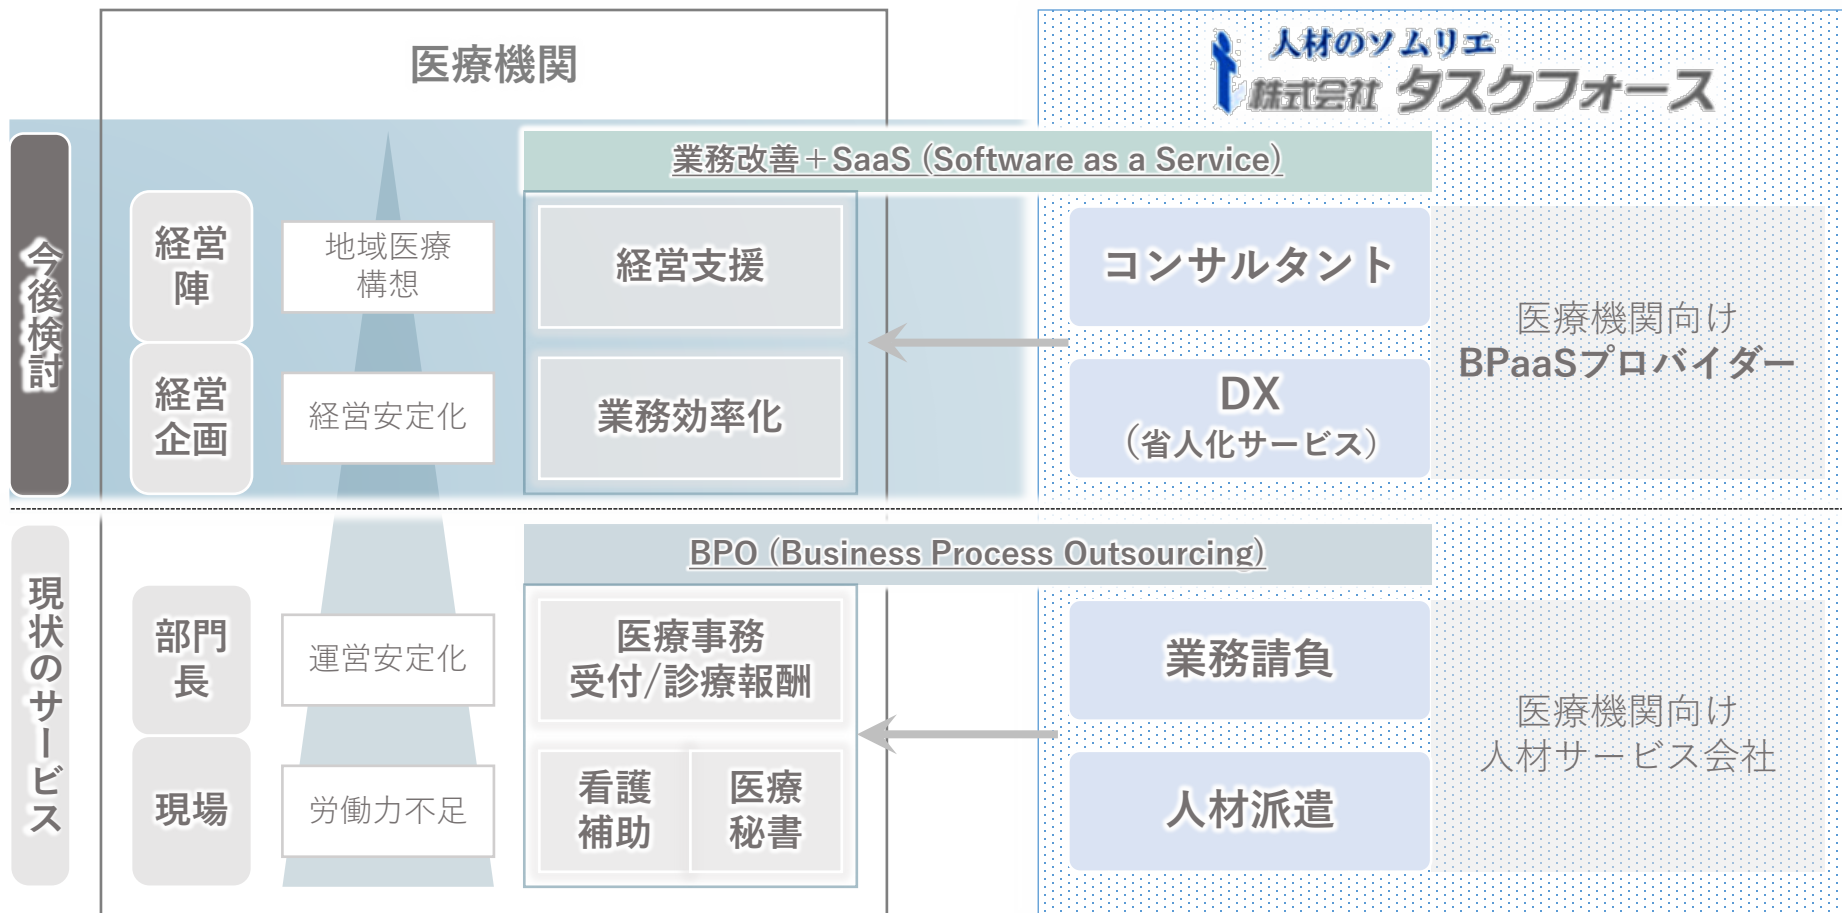 医療機関
人材のソムリエ
株式会社 タスクフォース
今後検討
業務改善＋SaaS (Software as a Service)
経営
陣
地域医療
構想
経営支援
コンサルタント
経営
企画
経営安定化
業務効率化
DX
（省人化サービス）
医療機関向け
BPaaSプロバイダー
現状のサービス
BPO (Business Process Outsourcing)
部門
長
運営安定化
医療事務
受付/診療報酬
業務請負
現場
労働力不足
看護
補助
医療
秘書
人材派遣
医療機関向け
人材サービス会社